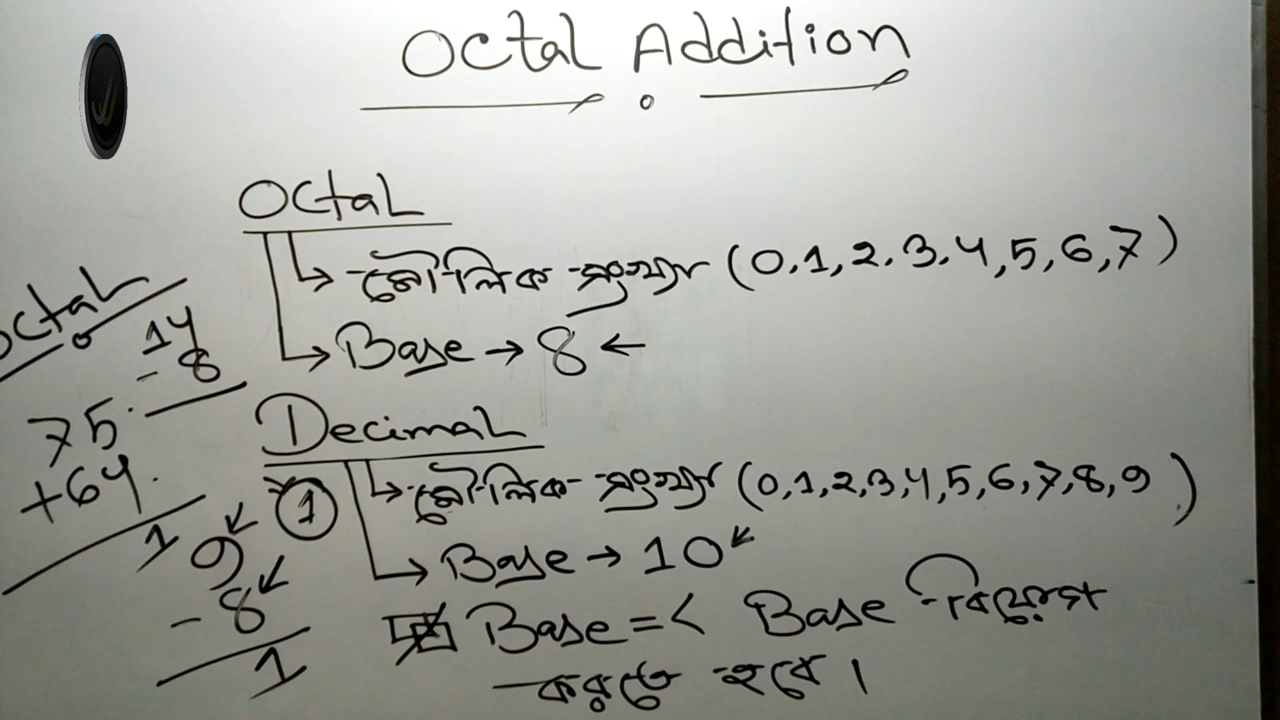 Octal Addition
Octal
মৌলিক সংখ্যা (0,1,2,3,4,5,6,7)
Base → 8 ←
Decimal
মৌলিক সংখ্যা (0,1,2,3,4,5,6,7,8,9)
Base → 10
Base = < Base বিয়োগ
করতে হবে।
Octal
14
- 8
75
+64
1
9
- 8
1
1